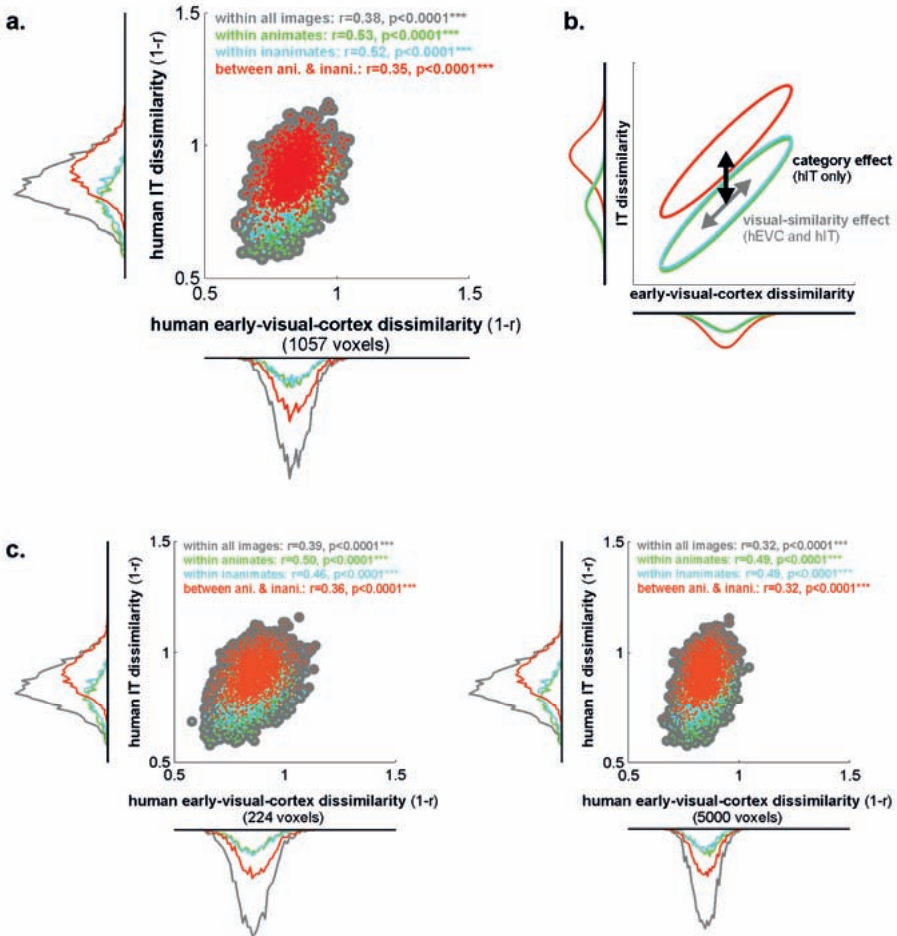 a.
within all images: r=0.38, p<0.0001***
within animates: r=0.53, p<0.0001***
within inanimates: r=0.52, p<0.0001***
between ani. & inani.: r=0.35, p<0.0001***
1.5
1
0.5
human IT dissimilarity (1-r)
0.5
1
1.5
human early-visual-cortex dissimilarity (1-r)
(1057 voxels)
b.
IT dissimilarity
category effect
(hIT only)
visual-similarity effect
(hEVC and hIT)
early-visual-cortex dissimilarity
c.
within all images: r=0.39, p<0.0001***
within animates: r=0.50, p<0.0001***
within inanimates: r=0.46, p<0.0001***
between ani. & inani.: r=0.36, p<0.0001***
1.5
1
0.5
human IT dissimilarity (1-r)
0.5
1
1.5
human early-visual-cortex dissimilarity (1-r)
(224 voxels)
within all images: r=0.32, p<0.0001***
within animates: r=0.49, p<0.0001***
within inanimates: r=0.49, p<0.0001***
between ani. & inani.: r=0.32, p<0.0001***
1.5
1
0.5
human IT dissimilarity (1-r)
0.5
1
1.5
human early-visual-cortex dissimilarity (1-r)
(5000 voxels)